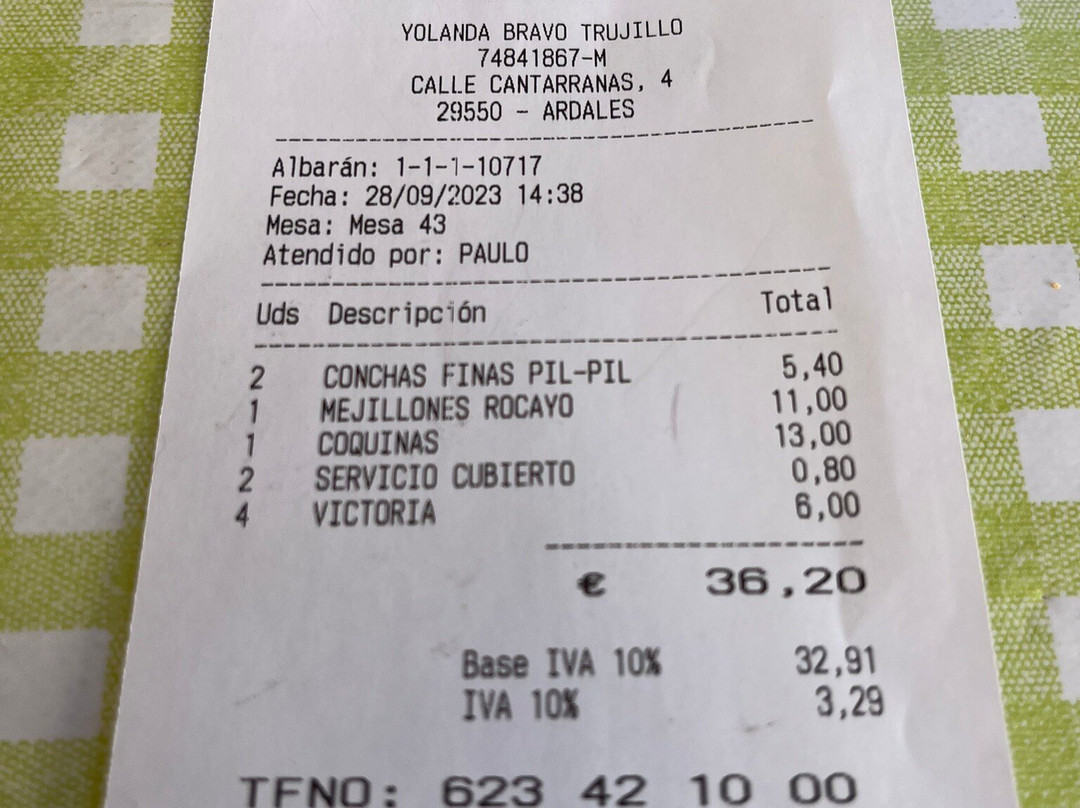 YOLANDA BRAVO TRUJILLO
74841867-M
CALLE CANTARRANAS, 4
29550 - ARDALES
Albarán: 1-1-1-10717
Fecha: 28/09/2023 14:38
Mesa: Mesa 43
Atendido por: PAULO
Uds Descripción Total
2 CONCHAS FINAS PIL-PIL 5,40
1 MEJILLONES ROCAYO 11,00
1 COQUINAS 13,00
2 SERVICIO CUBIERTO 0,80
4 VICTORIA 6,00
€ 36,20
Base IVA 10% 32,91
IVA 10% 3,29
TFNO: 623 42 10 00